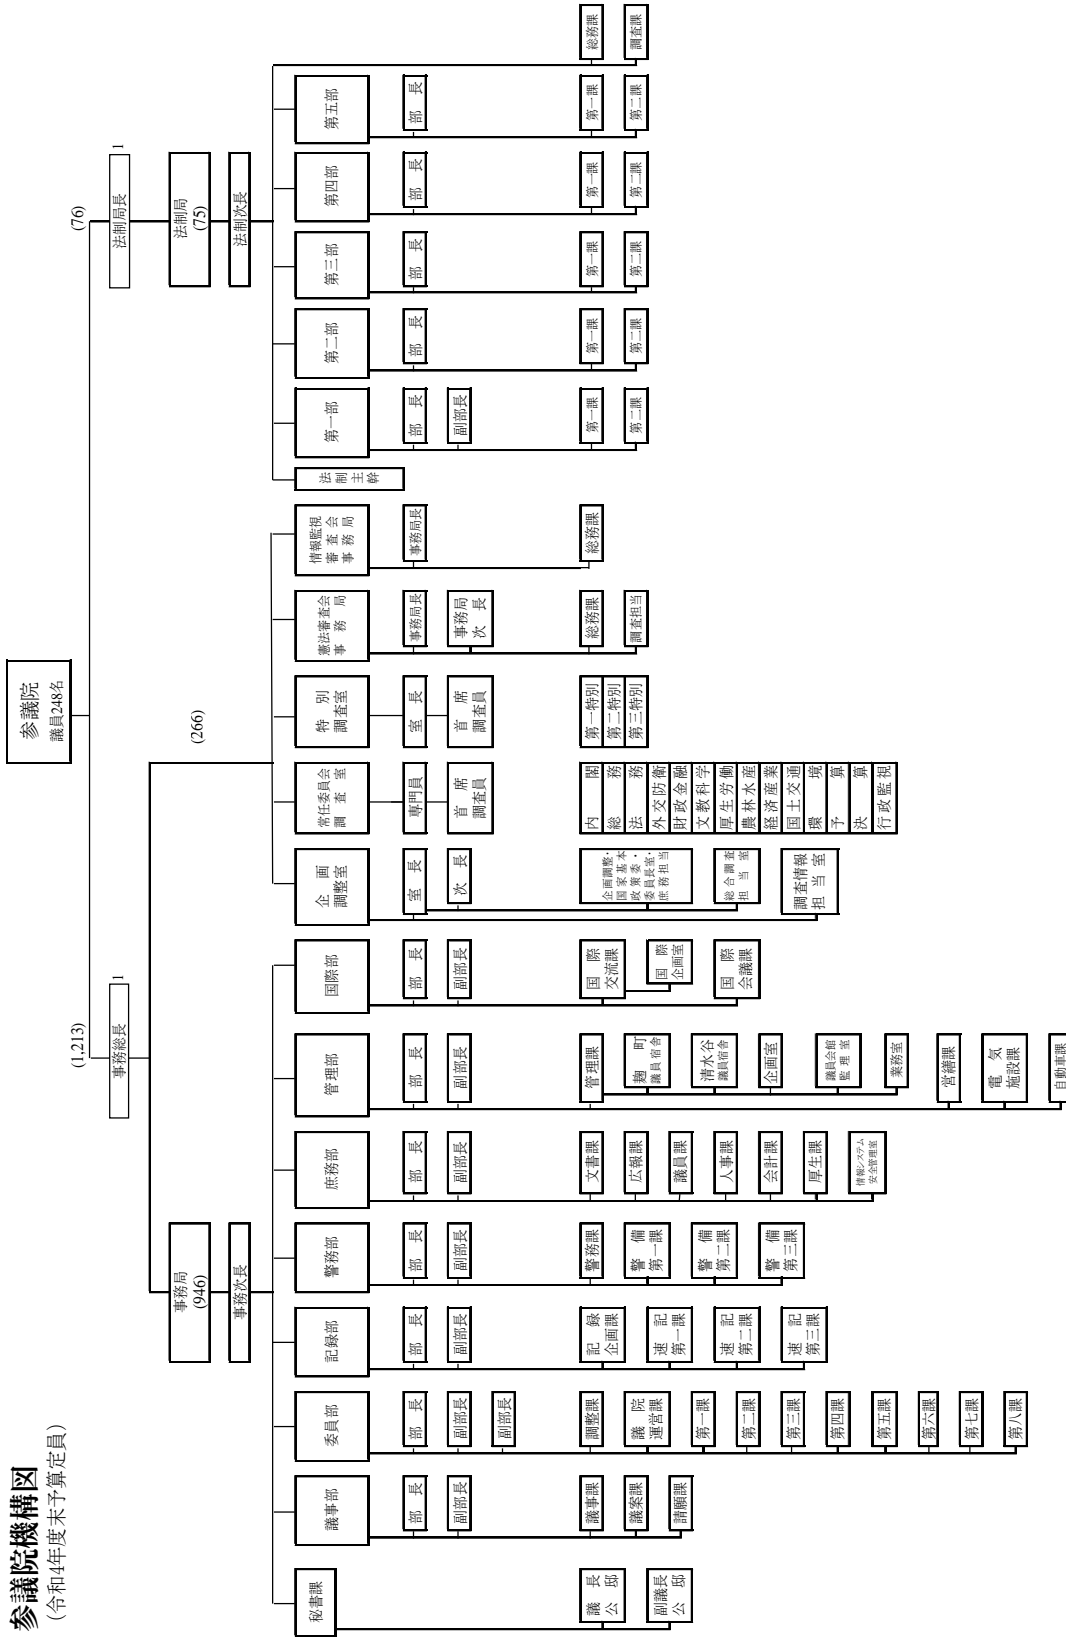 参議院機構図
(令和4年度末予算定員)
参議院
議員248名
(1,213)
事務総長
1
事務局
(946)
事務次長
秘書課
議長
公邸
副議長
公邸
議事部
部長
副部長
議事課
議案課
請願課
委員部
部長
副部長
副部長
調整課
議院
運営課
第一課
第二課
第三課
第四課
第五課
第六課
第七課
第八課
記録部
部長
副部長
記録
企画課
速記
第一課
速記
第二課
速記
第三課
警務部
部長
副部長
警務課
警備
第一課
警備
第二課
警備
第三課
庶務部
部長
副部長
文書課
広報課
議員課
人事課
会計課
厚生課
情報システム
安全管理室
管理部
部長
副部長
管理課
麹町
議員宿舎
清水谷
議員宿舎
企画室
議員会館
監理室
業務室
営繕課
電気
施設課
自動車課
国際部
部長
副部長
国際
交流課
国際
企画室
国際
会議課
(266)
企画
調整室
室長
次長
企画調整・
国家基本
政策委・
委員長室・
庶務担当
総合調査
担当室
調査情報
担当室
常任委員会
調査室
専門員
首席
調査員
内閣
総務
法務
外交防衛
財政金融
文教科学
厚生労働
農林水産
経済産業
国土交通
環境
予算
決算
行政監視
特別
調査室
室長
首席
調査員
第一特別
第二特別
第三特別
憲法審査会
事務局
事務局長
事務局
次長
総務課
調査担当
情報監視
審査会
事務局
事務局長
総務課
(76)
法制局長
1
法制局
(75)
法制次長
法制主幹
第一部
部長
副部長
第一課
第二課
第二部
部長
第一課
第二課
第三部
部長
第一課
第二課
第四部
部長
第一課
第二課
第五部
部長
第一課
第二課
総務課
調査課